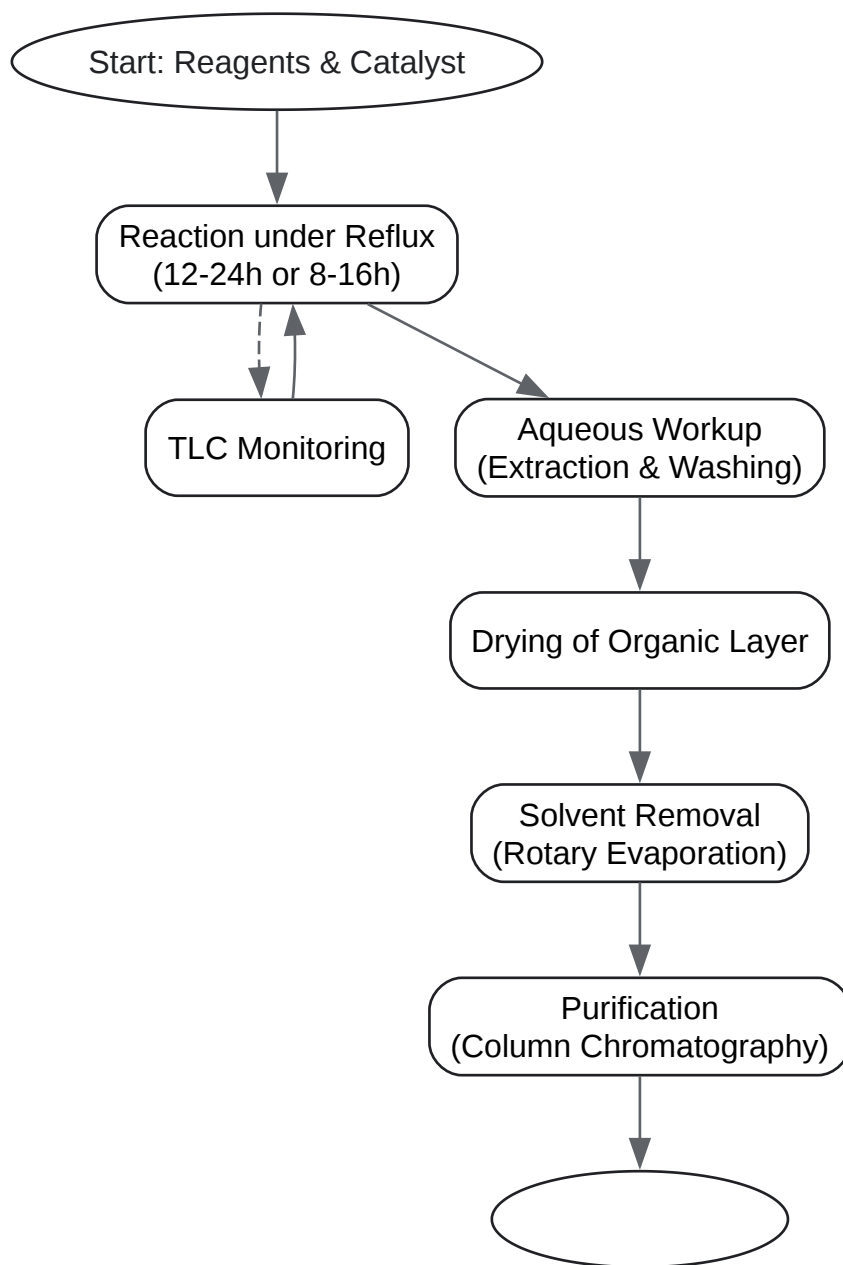 Start: Reagents & Catalyst
Reaction under Reflux
(12-24h or 8-16h)
TLC Monitoring
Aqueous Workup
(Extraction & Washing)
Drying of Organic Layer
Solvent Removal
(Rotary Evaporation)
Purification
(Column Chromatography)